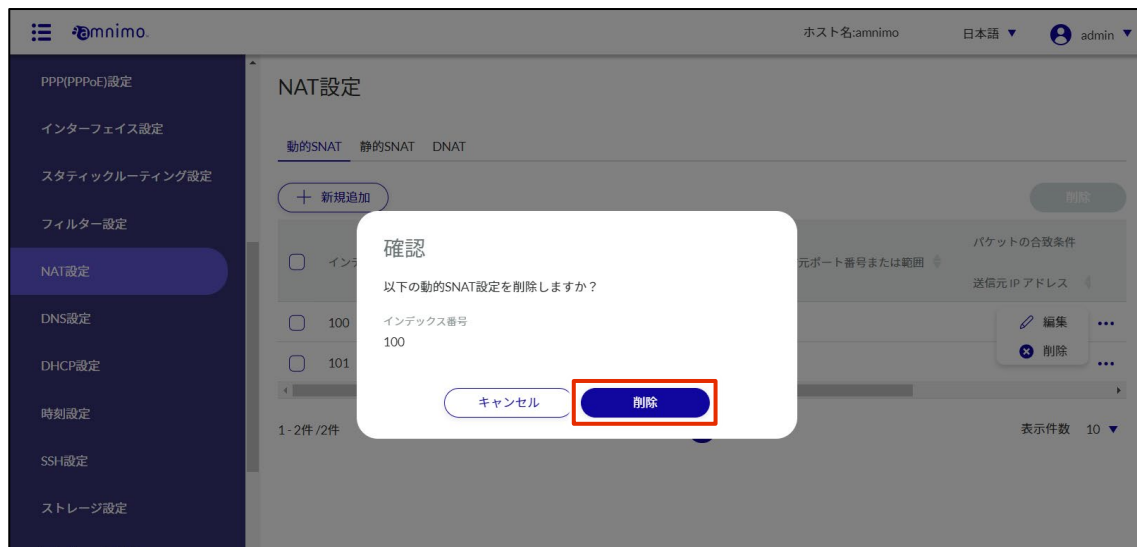 amnimo.
ホスト名:amnimo
日本語 ▼
admin ▼
PPP(PPPoE)設定
インターフェイス設定
スタティックルーティング設定
フィルター設定
NAT設定
DNS設定
DHCP設定
時刻設定
SSH設定
ストレージ設定
NAT設定
動的SNAT 静的SNAT DNAT
+ 新規追加
削除
パケットの合致条件
元ポート番号または範囲
送信元 IP アドレス
100
編集
削除
101
確認
以下の動的SNAT設定を削除しますか？
インデックス番号
100
キャンセル
削除
1 - 2件 /2件
表示件数 10 ▼